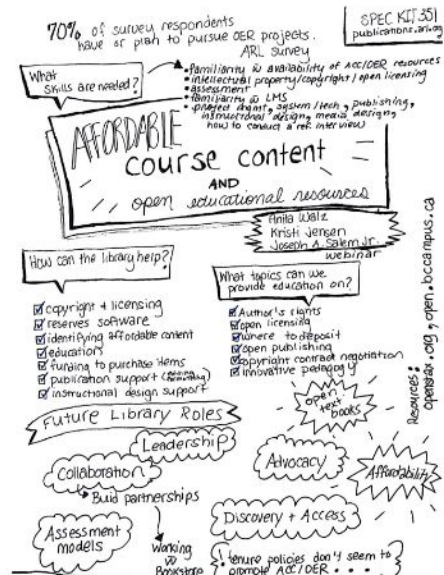 70% of survey respondents
have or plan to pursue OER projects.
ARL survey
SPEC KIT 351
publications.arl.org
What
skills are needed?
• familiarity w availability of ACC/OER resources
• intellectual property/copyright/open licensing
• assessment
• familiarity w LMS
• project mgmt, system/tech, publishing,
instructional design, media design,
how to conduct a ref. interview
AFFORDABLE
course content
AND
open educational resources
Anita Walz
Kristi Jensen
Joseph A. Salem Jr.
webinar
How can the library help?
copyright + licensing
reserves software
identifying affordable content
education
funding to purchase items
publication support
instructional design support
What topics can we
provide education on?
Author's rights
open licensing
where to deposit
open publishing
copyright contract negotiation
innovative pedagogy
Resources:
openstax.org, open.bccampus.ca
open
text
books
Future Library Roles
Leadership
Collaboration
Buid partnerships
Advocacy
Affordability
Discovery + Access
Assessment
models
Working
w
Bookstore
! tenure policies don't seem to
promote ACC/OER . . .